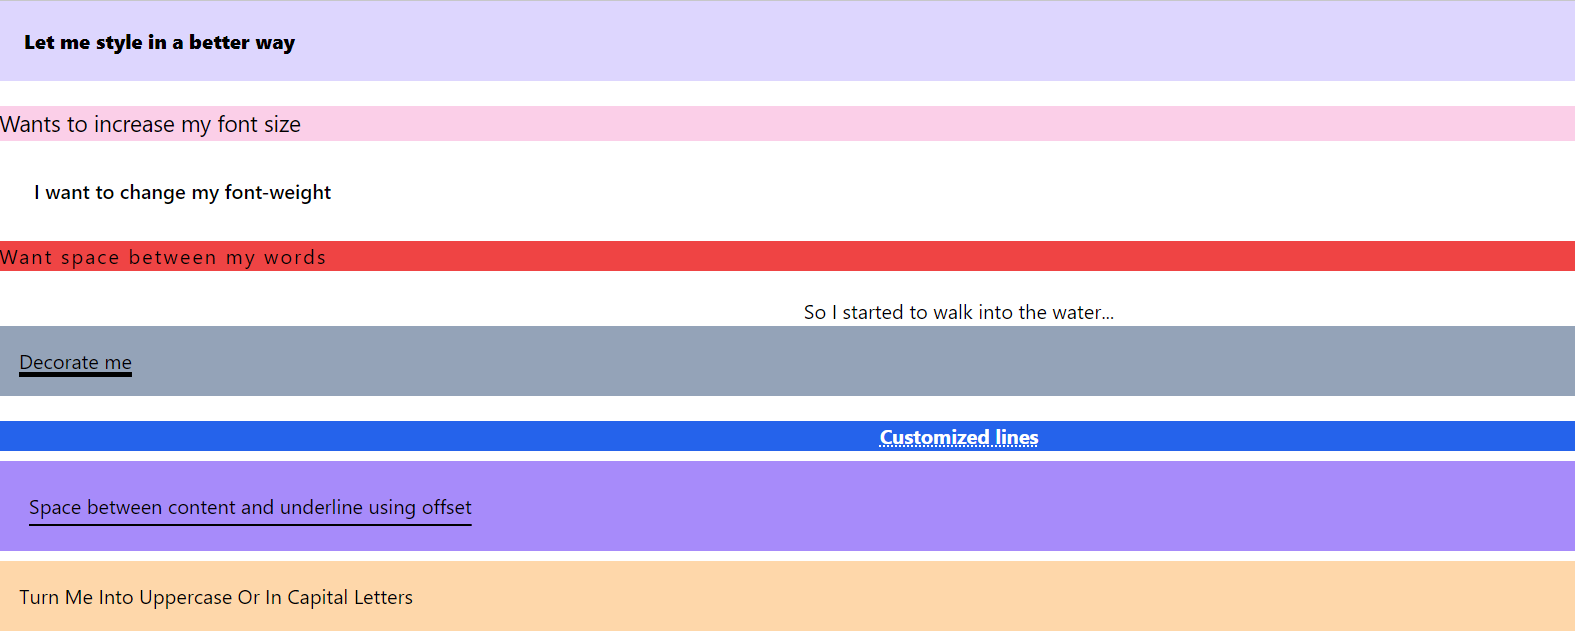 Let me style in a better way
Wants to increase my font size
I want to change my font-weight
Want space between my words
So I started to walk into the water...
Decorate me
Customized lines
Space between content and underline using offset
Turn Me Into Uppercase Or In Capital Letters